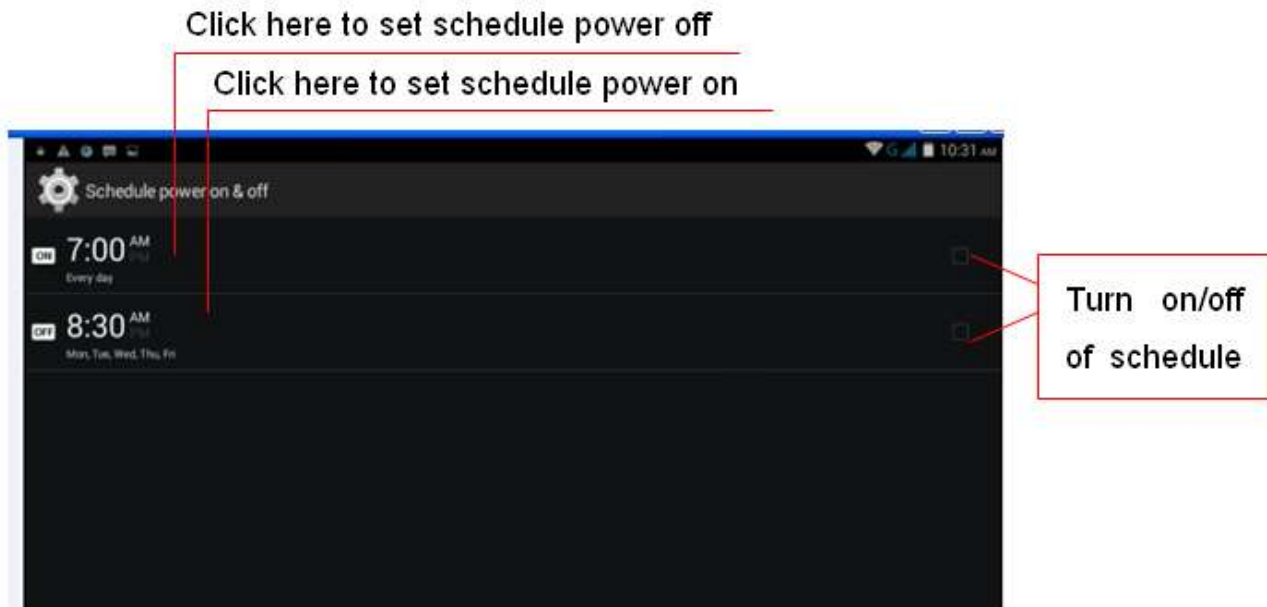 Click here to set schedule power off
Click here to set schedule power on
G 10:31 AM
Schedule power on & off
ON 7:00 AM
PM
Every day
OFF 8:30 AM
PM
Mon, Tue, Wed, Thu, Fri
Turn on/off
of schedule